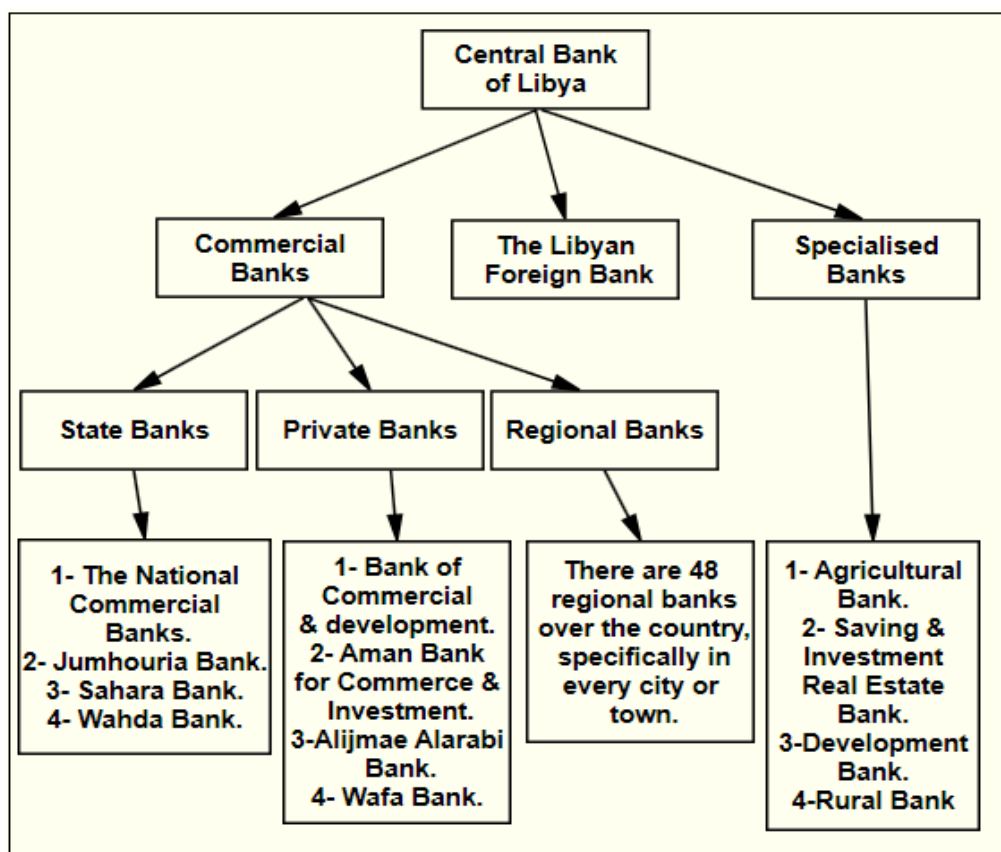 Central Bank
of Libya
Commercial
Banks
The Libyan
Foreign Bank
Specialised
Banks
State Banks
Private Banks
Regional Banks
1- The National
Commercial
Banks.
2- Jumhouria Bank.
3- Sahara Bank.
4- Wahda Bank.
1- Bank of
Commercial
& development.
2- Aman Bank
for Commerce &
Investment.
3-Alijmae Alarabi
Bank.
4- Wafa Bank.
There are 48
regional banks
over the country,
specifically in
every city or
town.
1- Agricultural
Bank.
2- Saving &
Investment
Real Estate
Bank.
3-Development
Bank.
4-Rural Bank